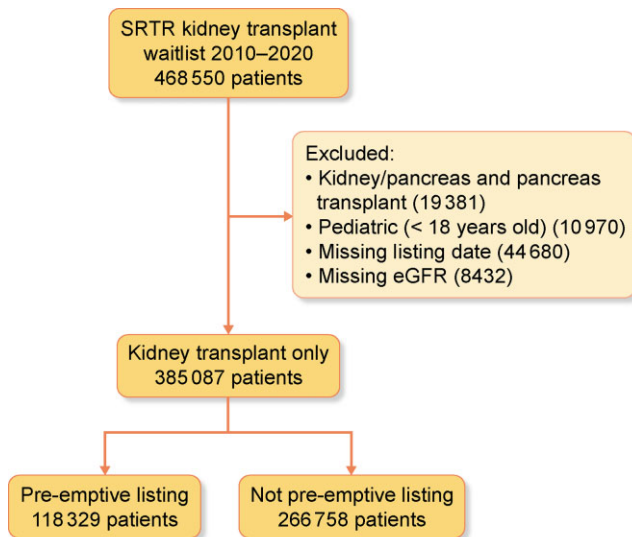 SRTR kidney transplant
waitlist 2010–2020
468 550 patients
Excluded:
• Kidney/pancreas and pancreas
transplant (19 381)
• Pediatric (< 18 years old) (10 970)
• Missing listing date (44 680)
• Missing eGFR (8432)
Kidney transplant only
385 087 patients
Pre-emptive listing
118 329 patients
Not pre-emptive listing
266 758 patients